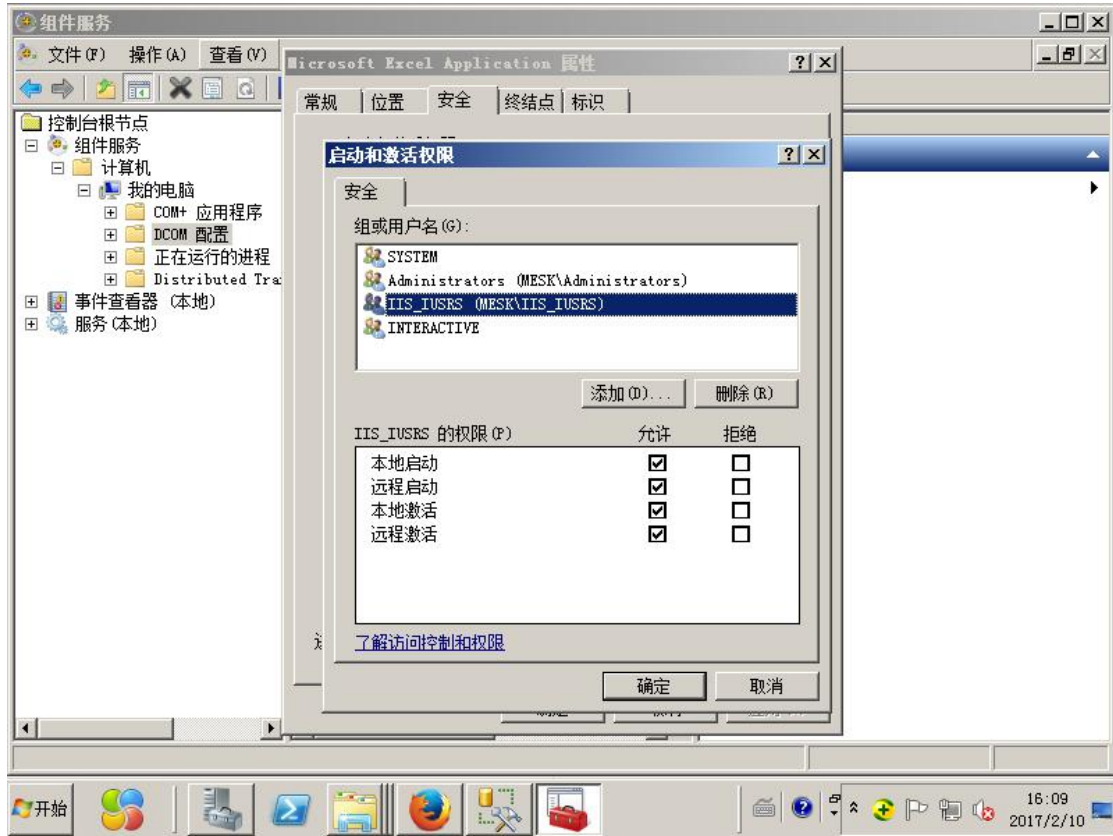 组件服务
文件(F) 操作(A) 查看(V)
Microsoft Excel Application 属性
常规 位置 安全 终结点 标识
控制台根节点
组件服务
计算机
我的电脑
COM+ 应用程序
DCOM 配置
正在运行的进程
Distributed Tra
事件查看器 (本地)
服务(本地)
启动和激活权限
安全
组或用户名(G):
SYSTEM
Administrators (MESK\Administrators)
IIS_IUSRS (MESK\IIS_IUSRS)
INTERACTIVE
添加(D)... 删除(R)
IIS_IUSRS 的权限(P) 允许 拒绝
本地启动
远程启动
本地激活
远程激活
了解访问控制和权限
确定 取消
开始
16:09
2017/2/10